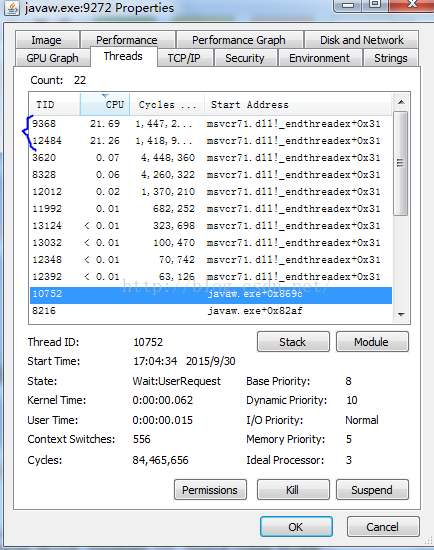 javaw.exe:9272 Properties
Image Performance Performance Graph Disk and Network
GPU Graph Threads TCP/IP Security Environment Strings
Count: 22
TID CPU Cycles ... Start Address
9368 21.69 1,447,2... msvcr71.dll!_endthreadex+0x31
12484 21.26 1,418,9... msvcr71.dll!_endthreadex+0x31
3620 0.07 4,448,360 msvcr71.dll!_endthreadex+0x31
8328 0.06 4,260,322 msvcr71.dll!_endthreadex+0x31
12012 0.02 1,370,210 msvcr71.dll!_endthreadex+0x31
11992 0.01 682,252 msvcr71.dll!_endthreadex+0x31
13124 < 0.01 323,698 msvcr71.dll!_endthreadex+0x31
13032 < 0.01 100,470 msvcr71.dll!_endthreadex+0x31
12348 < 0.01 70,742 msvcr71.dll!_endthreadex+0x31
12392 < 0.01 63,126 msvcr71.dll!_endthreadex+0x31
http://blog.csdn.net/
10752 javaw.exe+0x869c
8216 javaw.exe+0x82af
Thread ID: 10752 Stack Module
Start Time: 17:04:34 2015/9/30
State: Wait:UserRequest Base Priority: 8
Kernel Time: 0:00:00.062 Dynamic Priority: 10
User Time: 0:00:00.015 I/O Priority: Normal
Context Switches: 556 Memory Priority: 5
Cycles: 84,465,656 Ideal Processor: 3
Permissions Kill Suspend
OK Cancel